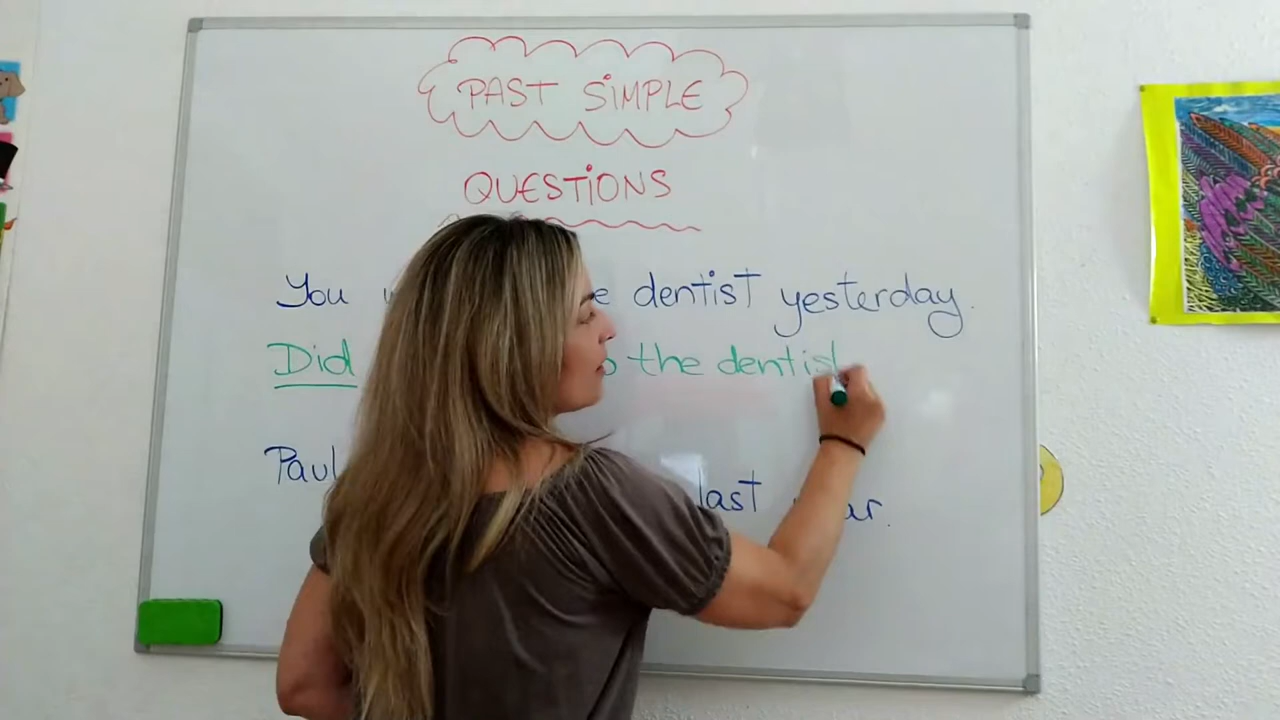 PAST SIMPLE
QUESTIONS
You dentist yesterday.
Did the dentist
Paul last